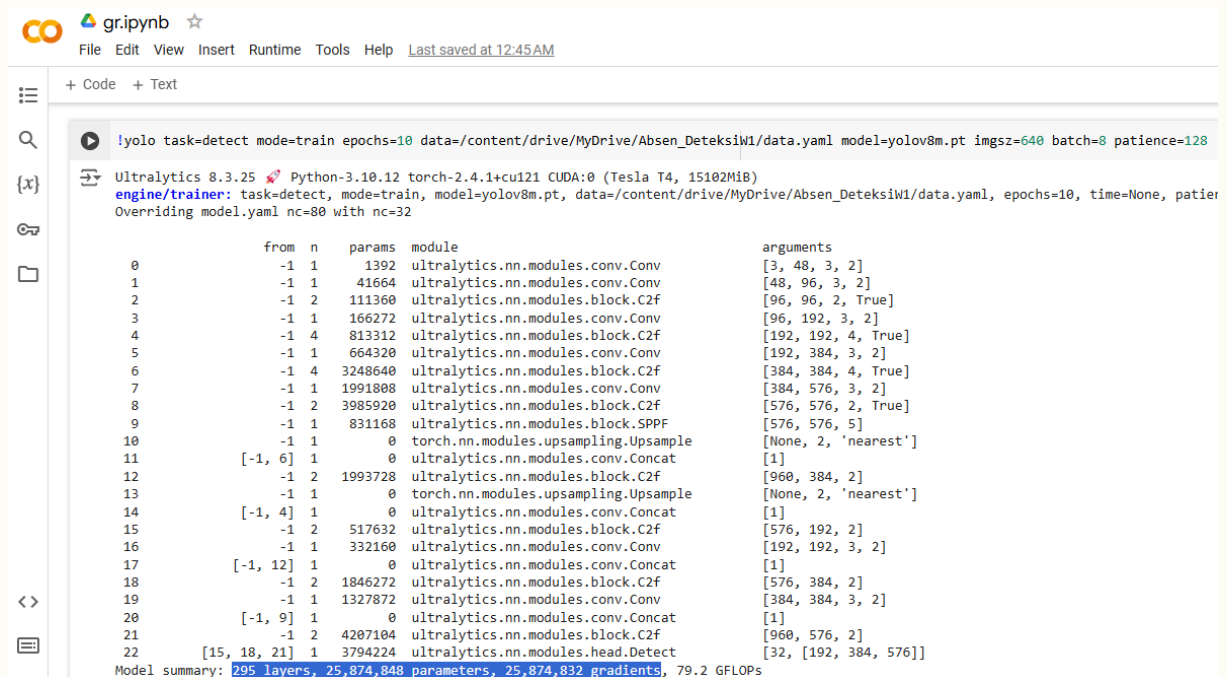 CO gr.ipynb
File Edit View Insert Runtime Tools Help Last saved at 12:45 AM
+ Code + Text
!yolo task=detect mode=train epochs=10 data=/content/drive/MyDrive/Absen_DeteksiW1/data.yaml model=yolov8m.pt imgsz=640 batch=8 patience=128
Ultralytics 8.3.25 🚀 Python-3.10.12 torch-2.4.1+cu121 CUDA:0 (Tesla T4, 15102MiB)
engine/trainer: task=detect, mode=train, model=yolov8m.pt, data=/content/drive/MyDrive/Absen_DeteksiW1/data.yaml, epochs=10, time=None, patier
Overriding model.yaml nc=80 with nc=32
from n params module arguments
0 -1 1 1392 ultralytics.nn.modules.conv.Conv [3, 48, 3, 2]
1 -1 1 41664 ultralytics.nn.modules.conv.Conv [48, 96, 3, 2]
2 -1 2 111360 ultralytics.nn.modules.block.C2f [96, 96, 2, True]
3 -1 1 166272 ultralytics.nn.modules.conv.Conv [96, 192, 3, 2]
4 -1 4 813312 ultralytics.nn.modules.block.C2f [192, 192, 4, True]
5 -1 1 664320 ultralytics.nn.modules.conv.Conv [192, 384, 3, 2]
6 -1 4 3248640 ultralytics.nn.modules.block.C2f [384, 384, 4, True]
7 -1 1 1991808 ultralytics.nn.modules.conv.Conv [384, 576, 3, 2]
8 -1 2 3985920 ultralytics.nn.modules.block.C2f [576, 576, 2, True]
9 -1 1 831168 ultralytics.nn.modules.block.SPPF [576, 576, 5]
10 -1 1 0 torch.nn.modules.upsampling.Upsample [None, 2, 'nearest']
11 [-1, 6] 1 0 ultralytics.nn.modules.conv.Concat [1]
12 -1 2 1993728 ultralytics.nn.modules.block.C2f [960, 384, 2]
13 -1 1 0 torch.nn.modules.upsampling.Upsample [None, 2, 'nearest']
14 [-1, 4] 1 0 ultralytics.nn.modules.conv.Concat [1]
15 -1 2 517632 ultralytics.nn.modules.block.C2f [576, 192, 2]
16 -1 1 332160 ultralytics.nn.modules.conv.Conv [192, 192, 3, 2]
17 [-1, 12] 1 0 ultralytics.nn.modules.conv.Concat [1]
18 -1 2 1846272 ultralytics.nn.modules.block.C2f [576, 384, 2]
19 -1 1 1327872 ultralytics.nn.modules.conv.Conv [384, 384, 3, 2]
20 [-1, 9] 1 0 ultralytics.nn.modules.conv.Concat [1]
21 -1 2 4207104 ultralytics.nn.modules.block.C2f [960, 576, 2]
22 [15, 18, 21] 1 3794224 ultralytics.nn.modules.head.Detect [32, [192, 384, 576]]
Model summary: 295 layers, 25,874,848 parameters, 25,874,832 gradients, 79.2 GFLOPs